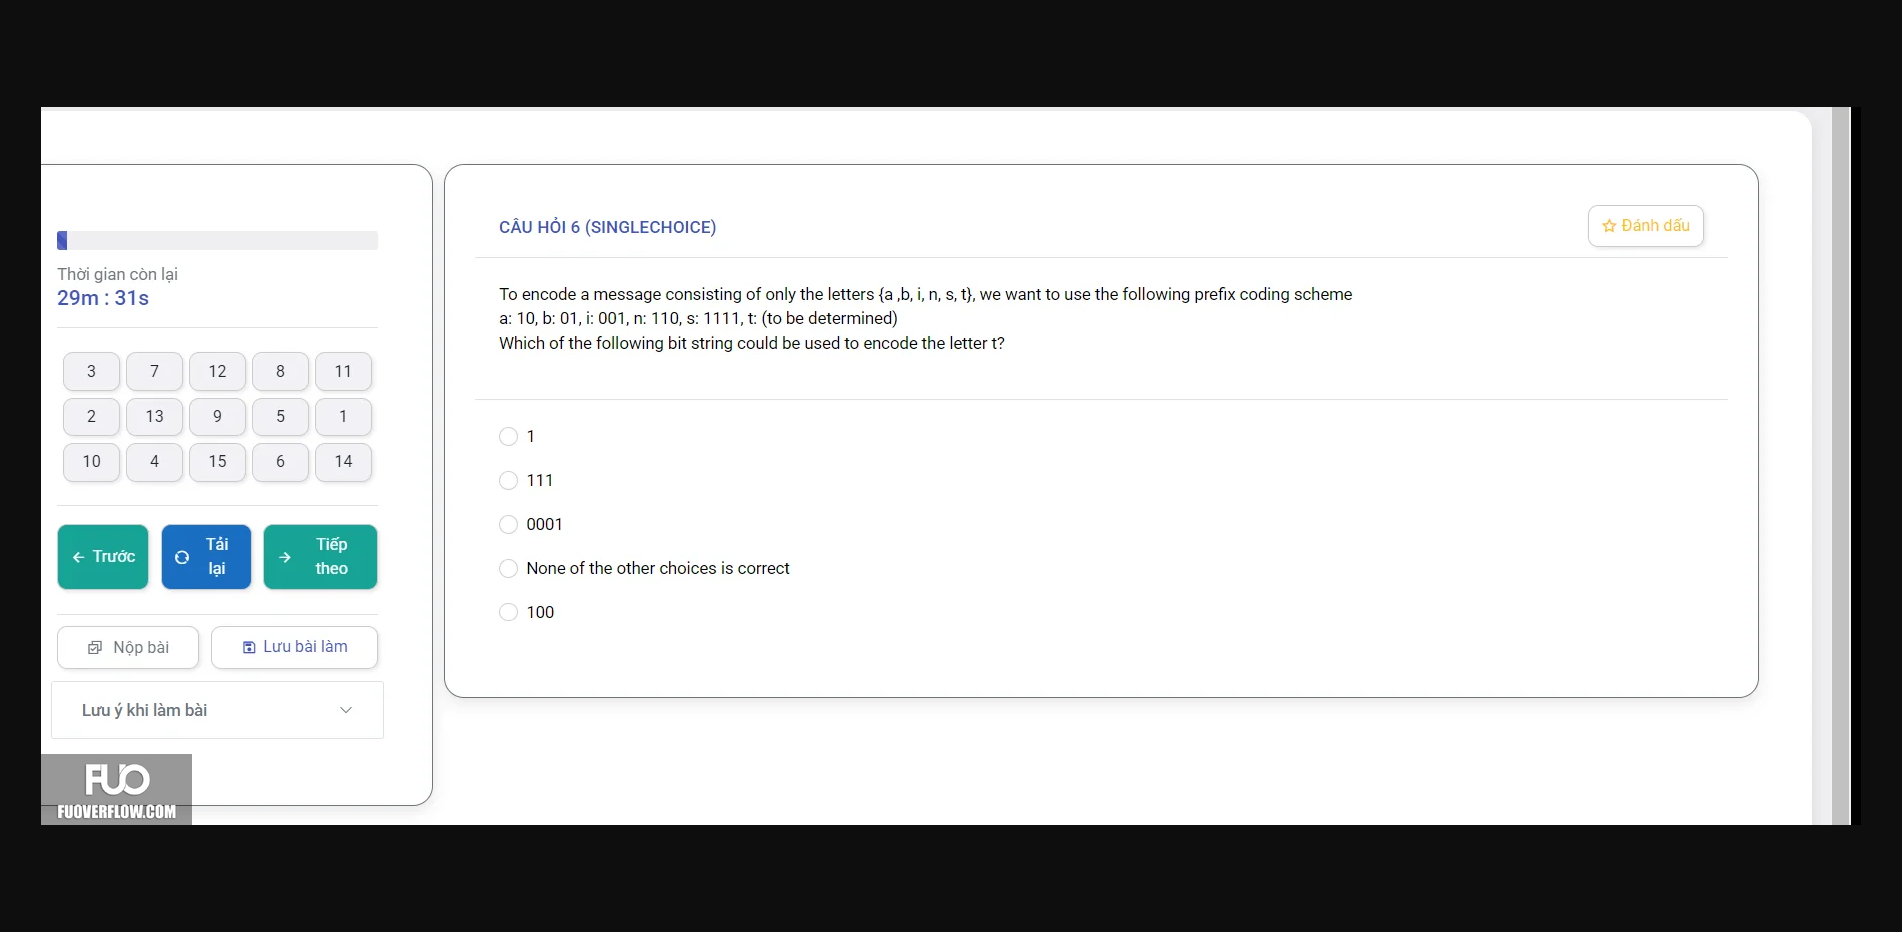 Thời gian còn lại
29m : 31s
3 7 12 8 11
2 13 9 5 1
10 4 15 6 14
Trước
Tải lại
Tiếp theo
Nộp bài
Lưu bài làm
Lưu ý khi làm bài
CÂU HỎI 6 (SINGLECHOICE)
Đánh dấu
To encode a message consisting of only the letters {a ,b, i, n, s, t}, we want to use the following prefix coding scheme
a: 10, b: 01, i: 001, n: 110, s: 1111, t: (to be determined)
Which of the following bit string could be used to encode the letter t?
1
111
0001
None of the other choices is correct
100
FUO
FUOVERFLOW.COM